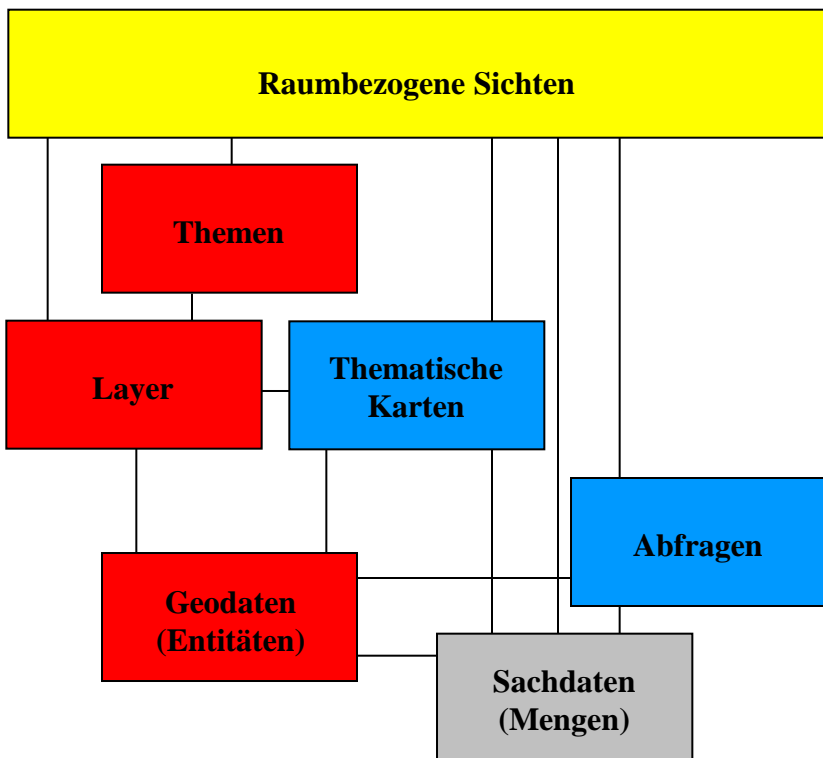 Raumbezogene Sichten
Themen
Layer
Thematische
Karten
Abfragen
Geodaten
(Entitäten)
Sachdaten
(Mengen)